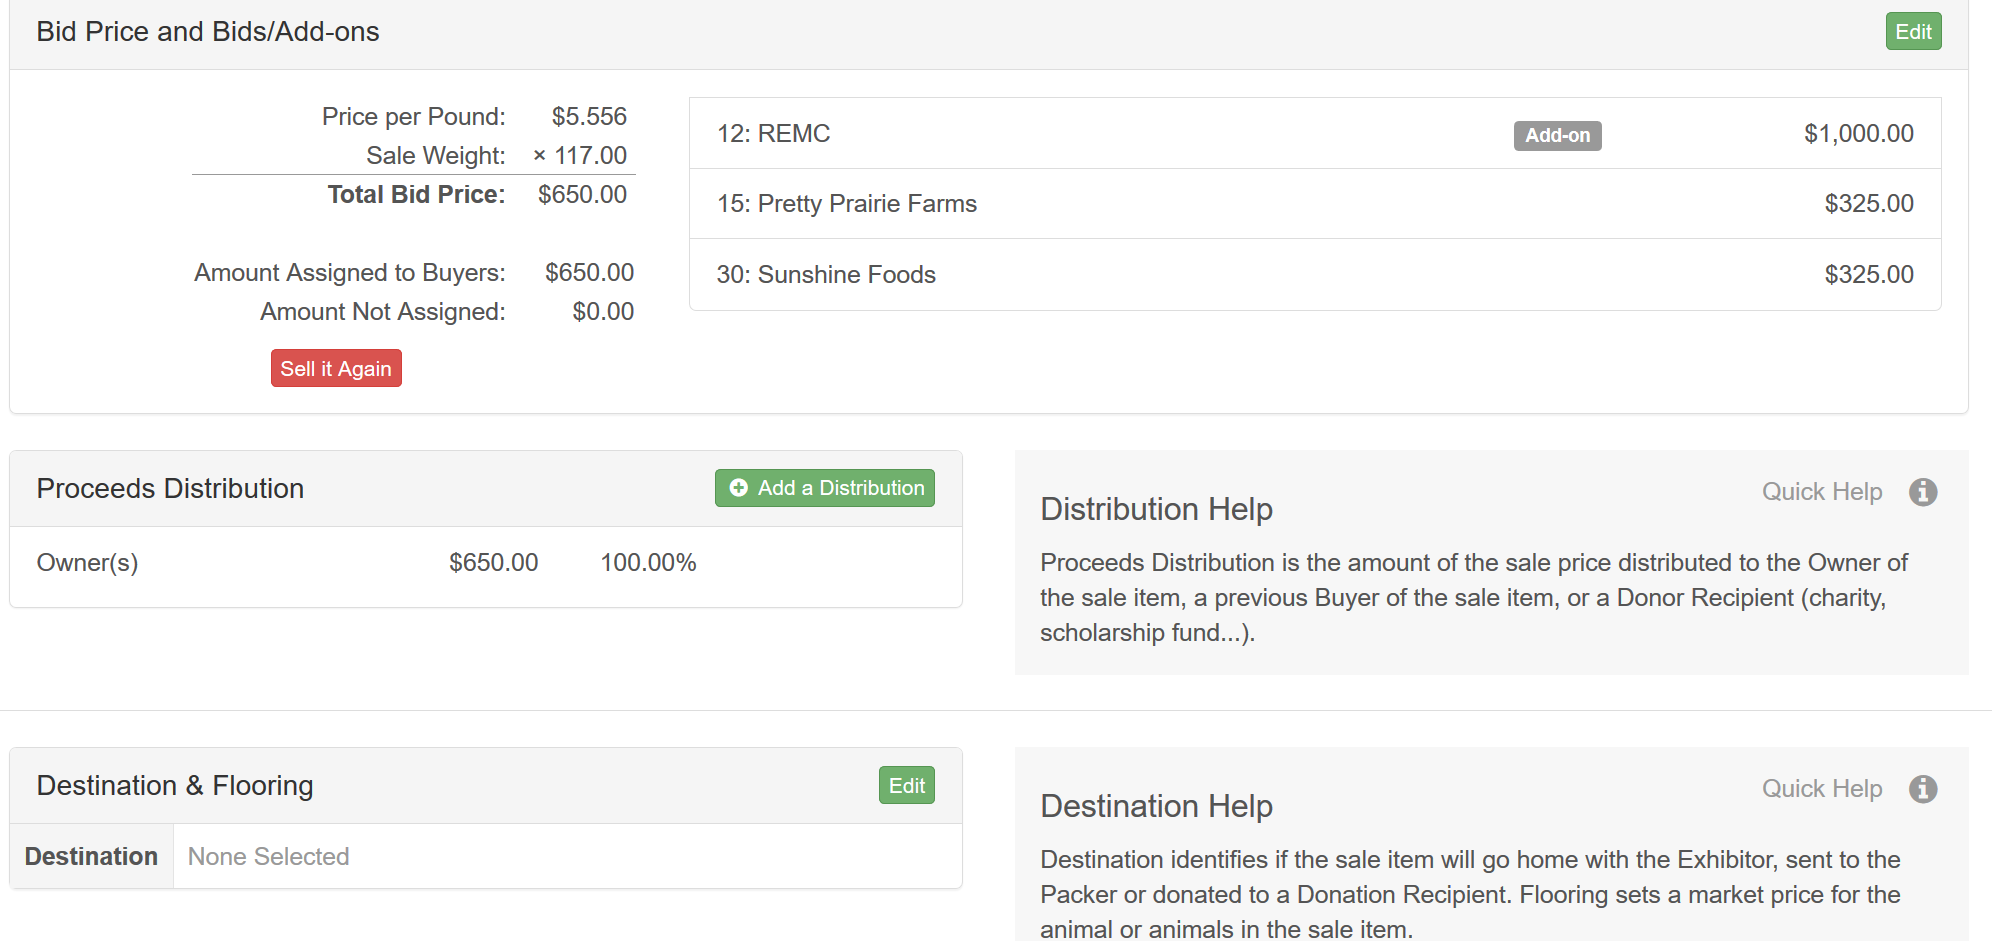 Bid Price and Bids/Add-ons
Edit
Price per Pound: $5.556
Sale Weight: × 117.00
Total Bid Price: $650.00
Amount Assigned to Buyers: $650.00
Amount Not Assigned: $0.00
Sell it Again
12: REMC Add-on $1,000.00
15: Pretty Prairie Farms $325.00
30: Sunshine Foods $325.00
Proceeds Distribution
Add a Distribution
Owner(s) $650.00 100.00%
Quick Help
Distribution Help
Proceeds Distribution is the amount of the sale price distributed to the Owner of
the sale item, a previous Buyer of the sale item, or a Donor Recipient (charity,
scholarship fund...).
Destination & Flooring
Edit
Destination None Selected
Quick Help
Destination Help
Destination identifies if the sale item will go home with the Exhibitor, sent to the
Packer or donated to a Donation Recipient. Flooring sets a market price for the
animal or animals in the sale item.